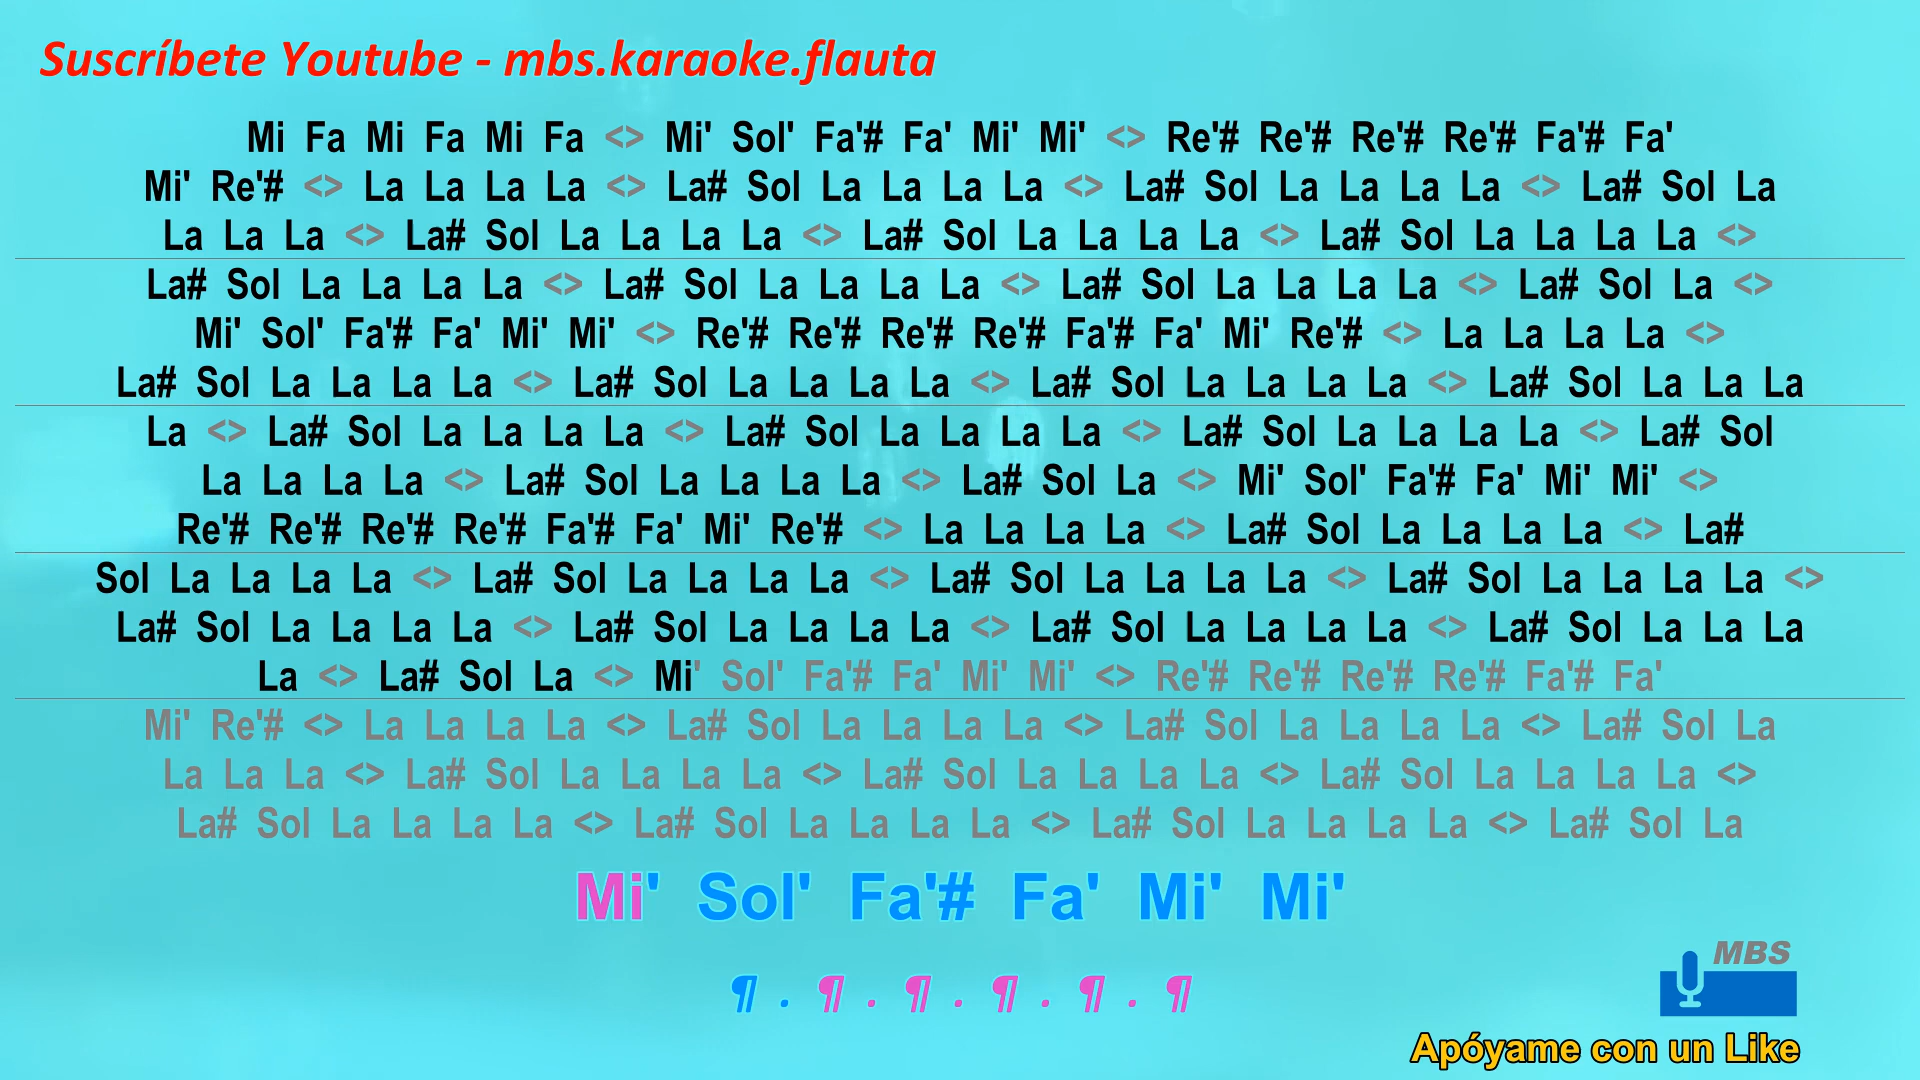 Suscríbete Youtube - mbs.karaoke.flauta
Mi Fa Mi Fa Mi Fa <> Mi' Sol' Fa'# Fa' Mi' Mi' <> Re'# Re'# Re'# Re'# Fa'# Fa'
Mi' Re'# <> La La La La <> La# Sol La La La La <> La# Sol La La La La <> La# Sol La
La La La <> La# Sol La La La La <> La# Sol La La La La <> La# Sol La La La La <>
La# Sol La La La La <> La# Sol La La La La <> La# Sol La La La La <> La# Sol La <>
Mi' Sol' Fa'# Fa' Mi' Mi' <> Re'# Re'# Re'# Re'# Fa'# Fa' Mi' Re'# <> La La La La <>
La# Sol La La La La <> La# Sol La La La La <> La# Sol La La La La <> La# Sol La La La
La <> La# Sol La La La La <> La# Sol La La La La <> La# Sol La La La La <> La# Sol
La La La La <> La# Sol La La La La <> La# Sol La <> Mi' Sol' Fa'# Fa' Mi' Mi' <>
Re'# Re'# Re'# Re'# Fa'# Fa' Mi' Re'# <> La La La La <> La# Sol La La La La <> La#
Sol La La La La <> La# Sol La La La La <> La# Sol La La La La <> La# Sol La La La La <>
La# Sol La La La La <> La# Sol La La La La <> La# Sol La La La La <> La# Sol La La La
La <> La# Sol La <> Mi' Sol' Fa'# Fa' Mi' Mi' <> Re'# Re'# Re'# Re'# Fa'# Fa'
Mi' Re'# <> La La La La <> La# Sol La La La La <> La# Sol La La La La <> La# Sol La
La La La <> La# Sol La La La La <> La# Sol La La La La <> La# Sol La La La La <>
La# Sol La La La La <> La# Sol La La La La <> La# Sol La La La La <> La# Sol La
Mi' Sol' Fa'# Fa' Mi' Mi'
¶ . ¶ . ¶ . ¶ . ¶ . ¶
MBS
Apóyame con un Like